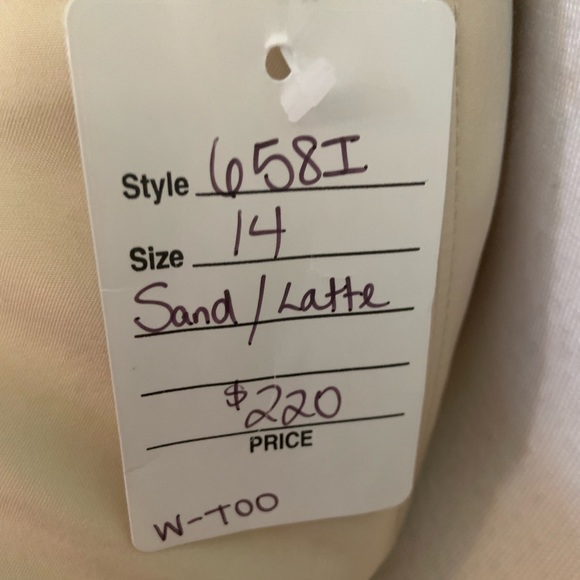 Style 658I
Size 14
Sand/Latte
$220
PRICE
W-TOO